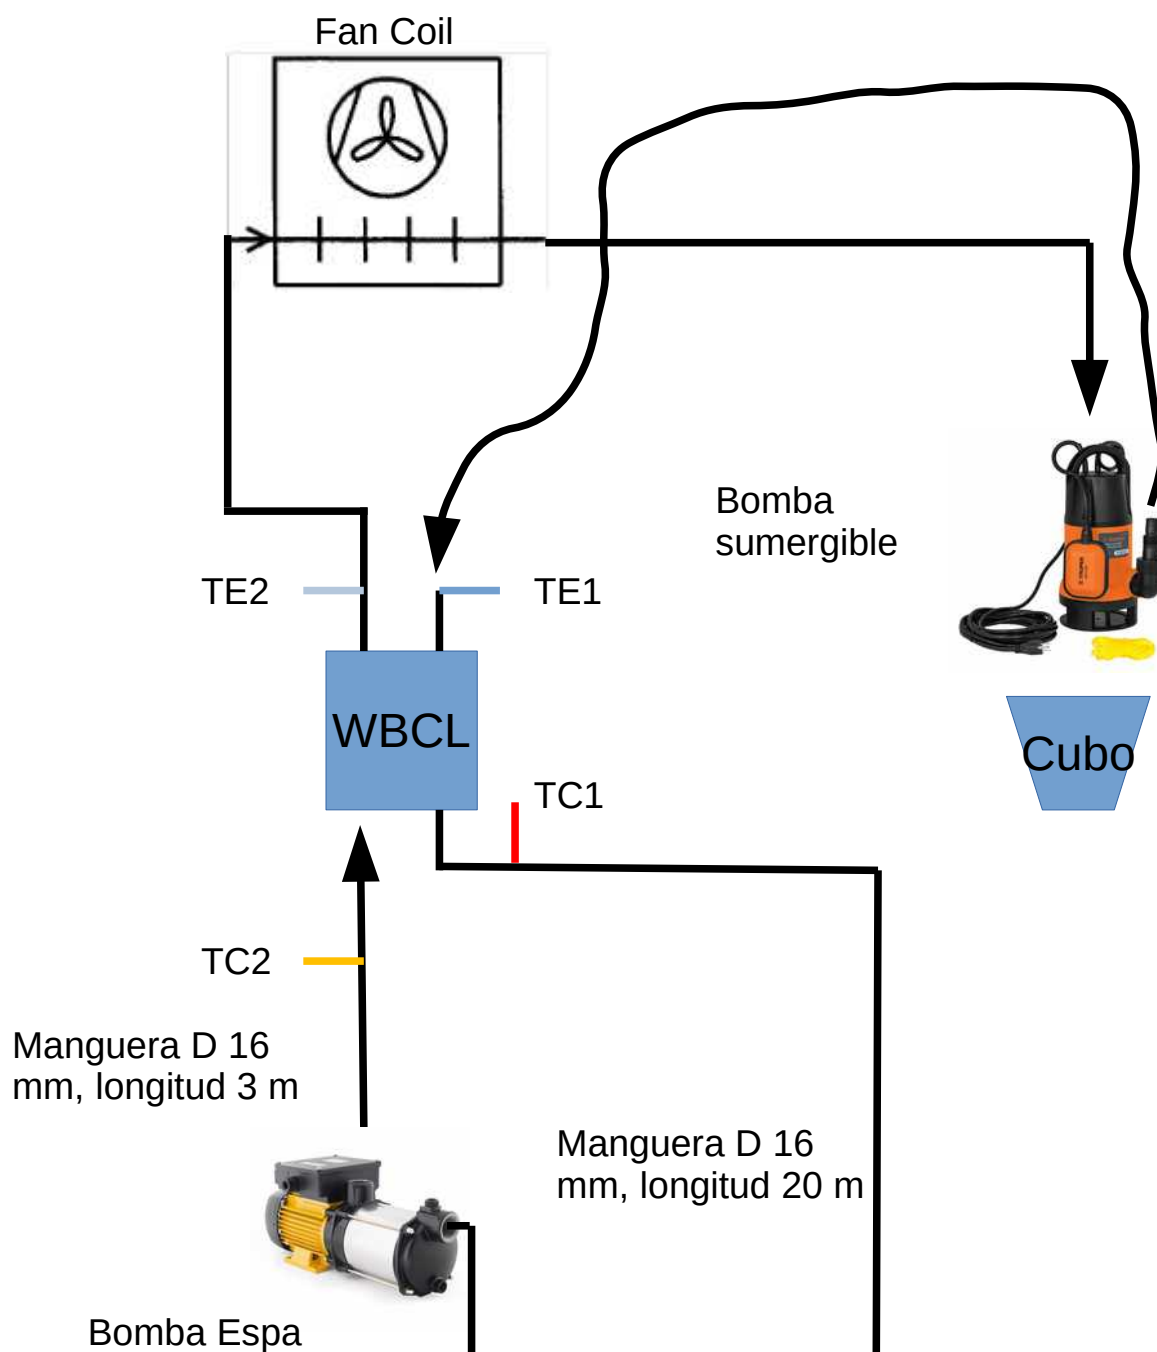 Fan Coil
Bomba
sumergible
TE2
TE1
WBCL
Cubo
TC1
TC2
Manguera D 16
mm, longitud 3 m
Manguera D 16
mm, longitud 20 m
Bomba Espa